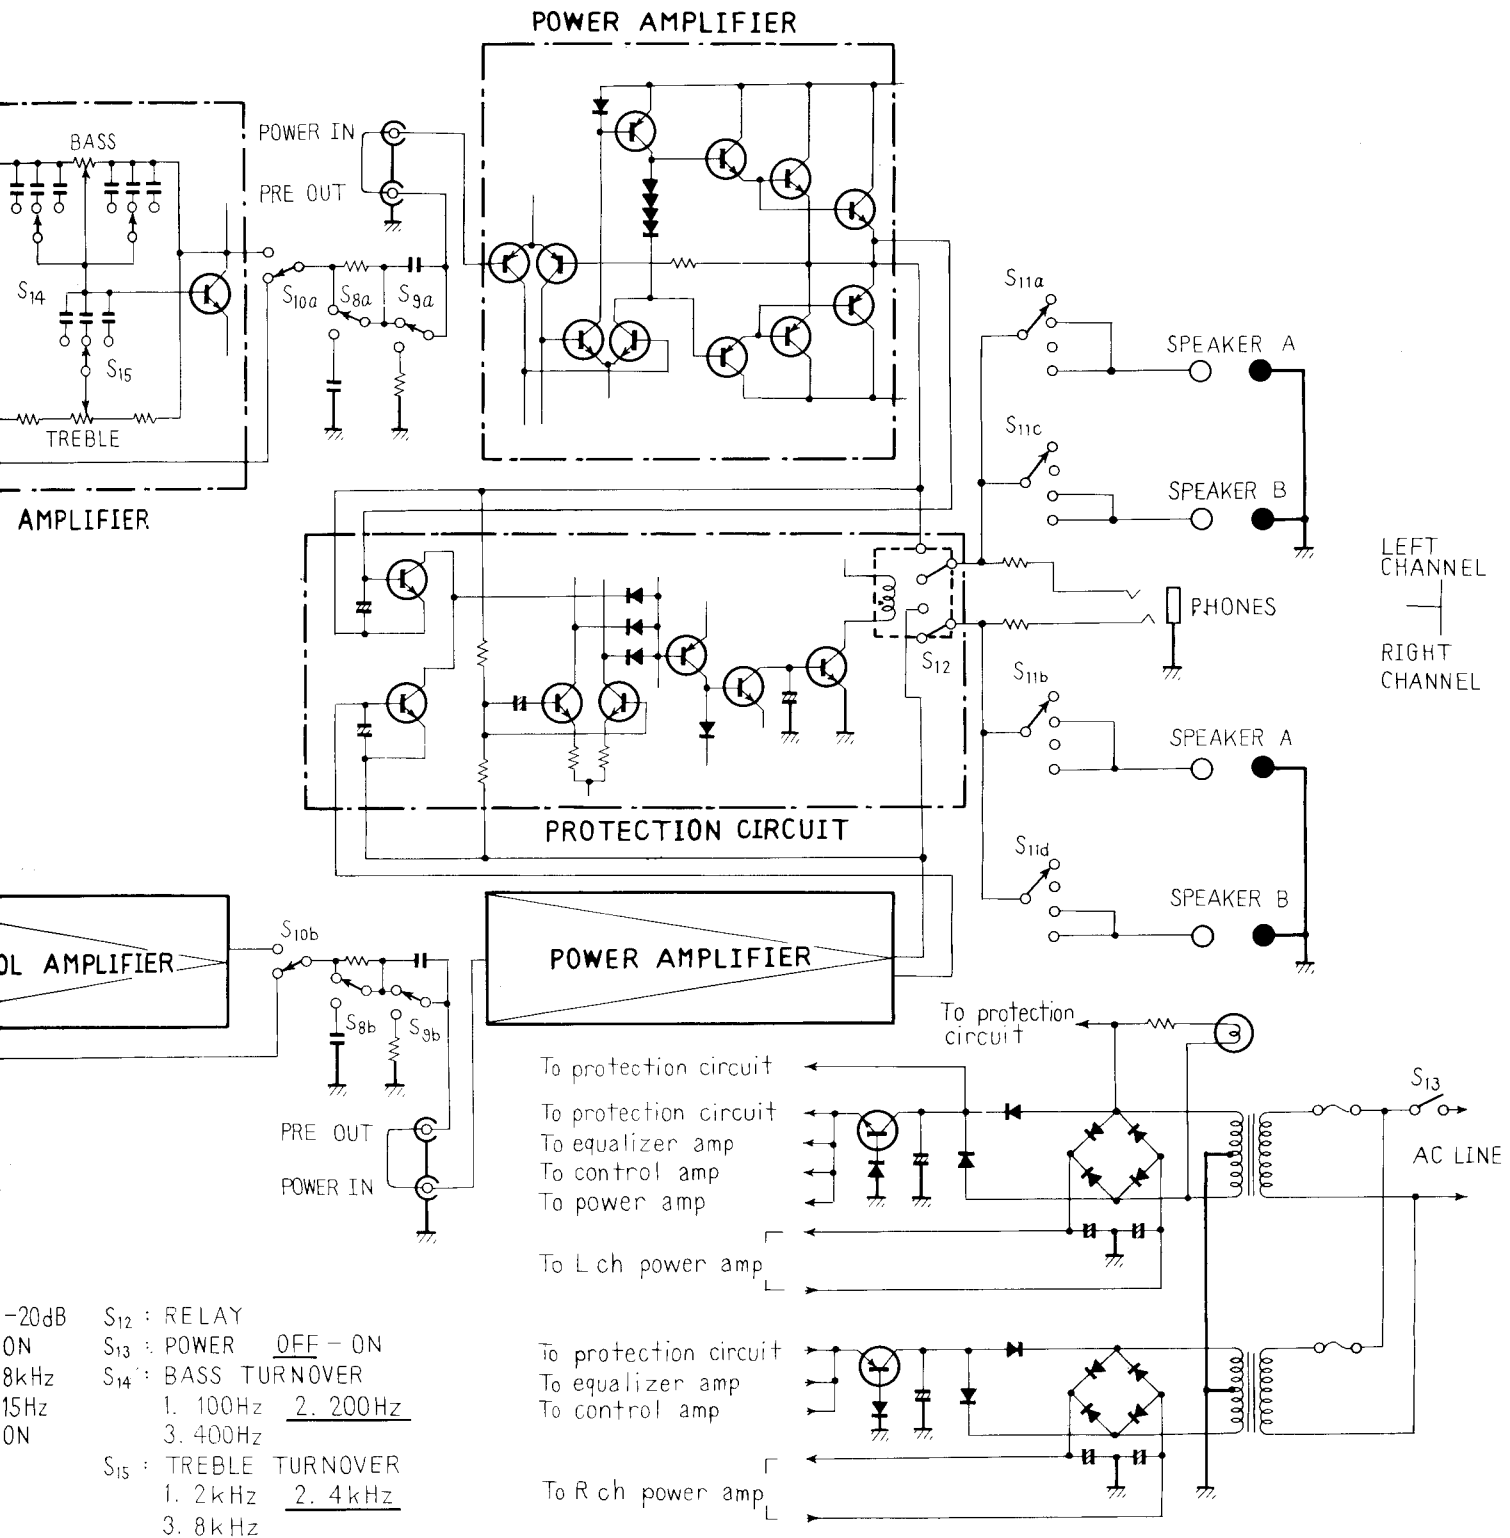 POWER AMPLIFIER
BASS
POWER IN
PRE OUT
S14
S10a
S8a
S9a
S15
TREBLE
AMPLIFIER
S11a
SPEAKER A
S11c
SPEAKER B
LEFT
CHANNEL
PHONES
RIGHT
CHANNEL
S12
S11b
SPEAKER A
PROTECTION CIRCUIT
S11d
SPEAKER B
S10b
OL AMPLIFIER
POWER AMPLIFIER
S8b
S9b
PRE OUT
POWER IN
To protection
circuit
To protection circuit
To protection circuit
To equalizer amp
To control amp
To power amp
To L ch power amp
S13
AC LINE
To protection circuit
To equalizer amp
To control amp
To R ch power amp
-20dB
ON
8kHz
15Hz
ON
S12 : RELAY
S13 : POWER OFF - ON
S14 : BASS TURNOVER
1. 100Hz 2. 200Hz
3. 400Hz
S15 : TREBLE TURNOVER
1. 2kHz 2. 4kHz
3. 8kHz